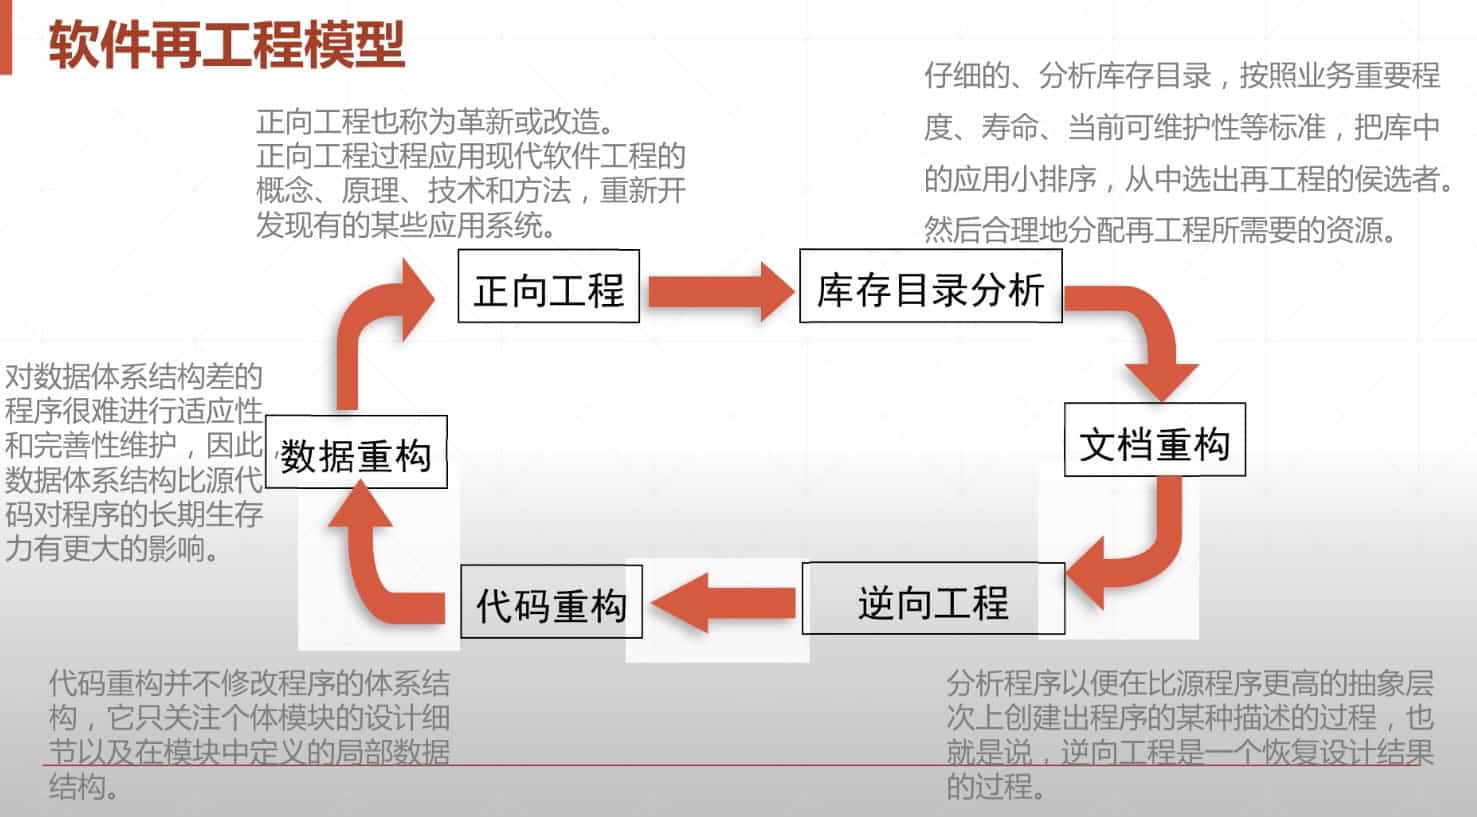 软件再工程模型
正向工程也称为革新或改造。
正向工程过程应用现代软件工程的
概念、原理、技术和方法，重新开
发现有的某些应用系统。
仔细的、分析库存目录，按照业务重要程
度、寿命、当前可维护性等标准，把库中
的应用小排序，从中选出再工程的侯选者。
然后合理地分配再工程所需要的资源。
正向工程
库存目录分析
对数据体系结构差的
程序很难进行适应性
和完善性维护，因此，
数据体系结构比源代
码对程序的长期生存
力有更大的影响。
数据重构
文档重构
代码重构
逆向工程
代码重构并不修改程序的体系结
构，它只关注个体模块的设计细
节以及在模块中定义的局部数据
结构。
分析程序以便在比源程序更高的抽象层
次上创建出程序的某种描述的过程，也
就是说，逆向工程是一个恢复设计结果
的过程。